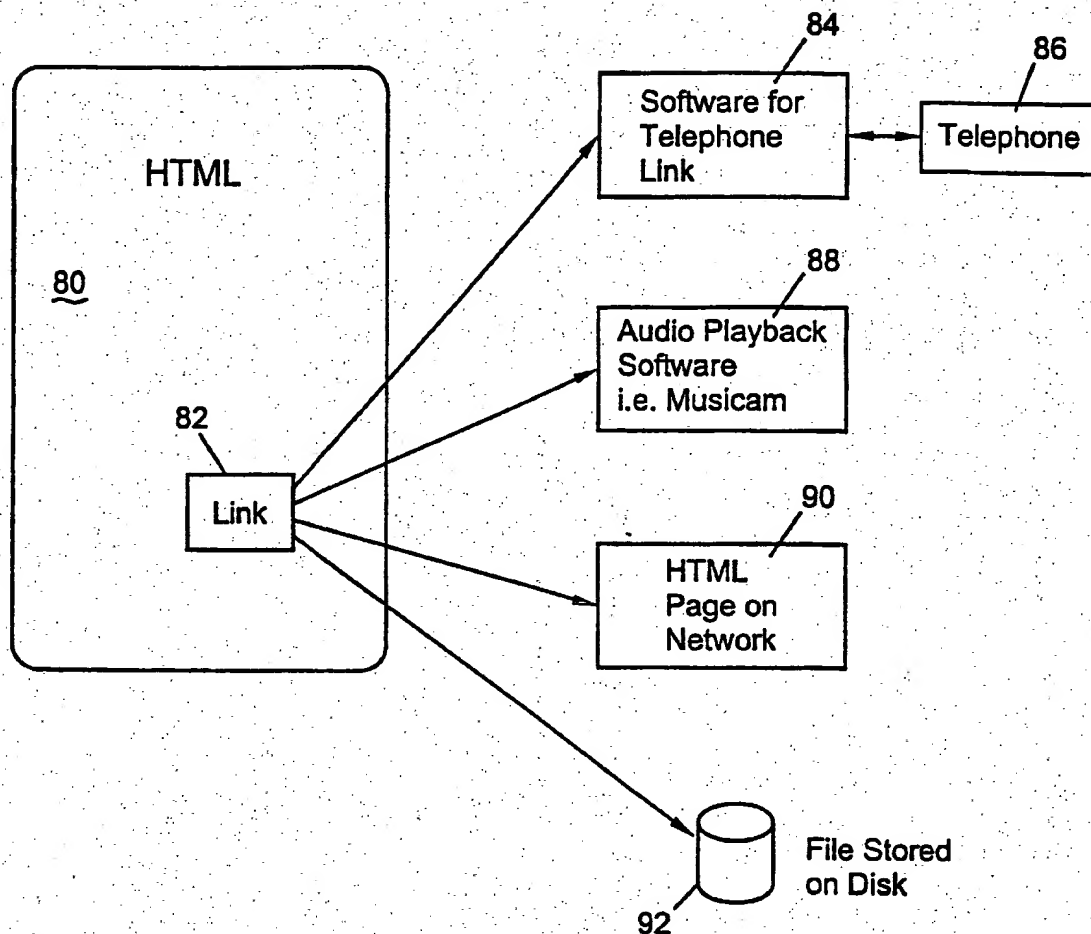 84
86
Software for
Telephone
Link
Telephone
HTML
80
88
Audio Playback
Software
i.e. Musicam
82
Link
90
HTML
Page on
Network
File Stored
on Disk
92